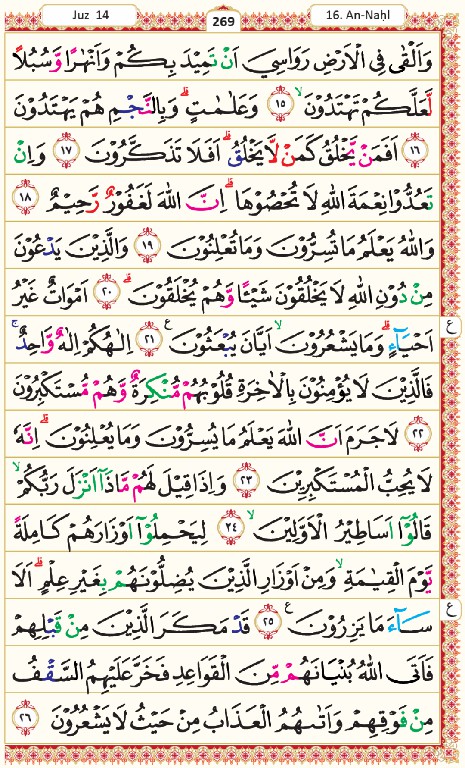 Juz 14
269
16. An-Naḥl
وَاَلْقٰى فِى الْاَرْضِ رَوَاسِيَ اَنْ تَمِيْدَ بِكُمْ وَاَنْهٰرًا وَّسُبُلًا
لَّعَلَّكُمْ تَهْتَدُوْنَۙ ١٥ وَعَلٰمٰتٍۗ وَبِالنَّجْمِ هُمْ يَهْتَدُوْنَ
١٦ اَفَمَنْ يَّخْلُقُ كَمَنْ لَّا يَخْلُقُۗ اَفَلَا تَذَكَّرُوْنَ ١٧ وَاِنْ
تَعُدُّوْا نِعْمَةَ اللّٰهِ لَا تُحْصُوْهَاۗ اِنَّ اللّٰهَ لَغَفُوْرٌ رَّحِيْمٌ ١٨
وَاللّٰهُ يَعْلَمُ مَا تُسِرُّوْنَ وَمَا تُعْلِنُوْنَ ١٩ وَالَّذِيْنَ يَدْعُوْنَ
مِنْ دُوْنِ اللّٰهِ لَا يَخْلُقُوْنَ شَيْـًٔا وَّهُمْ يُخْلَقُوْنَۗ ٢٠ اَمْوَاتٌ غَيْرُ
اَحْيَاۤءٍۗ وَمَا يَشْعُرُوْنَۙ اَيَّانَ يُبْعَثُوْنَ ࣖ ٢١ اِلٰهُكُمْ اِلٰهٌ وَّاحِدٌۚ
ع
فَالَّذِيْنَ لَا يُؤْمِنُوْنَ بِالْاٰخِرَةِ قُلُوْبُهُمْ مُّنْكِرَةٌ وَّهُمْ مُّسْتَكْبِرُوْنَ
٢٢ لَا جَرَمَ اَنَّ اللّٰهَ يَعْلَمُ مَا يُسِرُّوْنَ وَمَا يُعْلِنُوْنَۗ اِنَّهٗ
لَا يُحِبُّ الْمُسْتَكْبِرِيْنَ ٢٣ وَاِذَا قِيْلَ لَهُمْ مَّاذَآ اَنْزَلَ رَبُّكُمْۙ
قَالُوْٓا اَسَاطِيْرُ الْاَوَّلِيْنَۙ ٢٤ لِيَحْمِلُوْٓا اَوْزَارَهُمْ كَامِلَةً
يَّوْمَ الْقِيٰمَةِۙ وَمِنْ اَوْزَارِ الَّذِيْنَ يُضِلُّوْنَهُمْ بِغَيْرِ عِلْمٍۗ اَلَا
سَاۤءَ مَا يَزِرُوْنَ ࣖ ٢٥ قَدْ مَكَرَ الَّذِيْنَ مِنْ قَبْلِهِمْ
ع
فَاَتَى اللّٰهُ بُنْيَانَهُمْ مِّنَ الْقَوَاعِدِ فَخَرَّ عَلَيْهِمُ السَّقْفُ
مِنْ فَوْقِهِمْ وَاَتٰىهُمُ الْعَذَابُ مِنْ حَيْثُ لَا يَشْعُرُوْنَ ٢٦